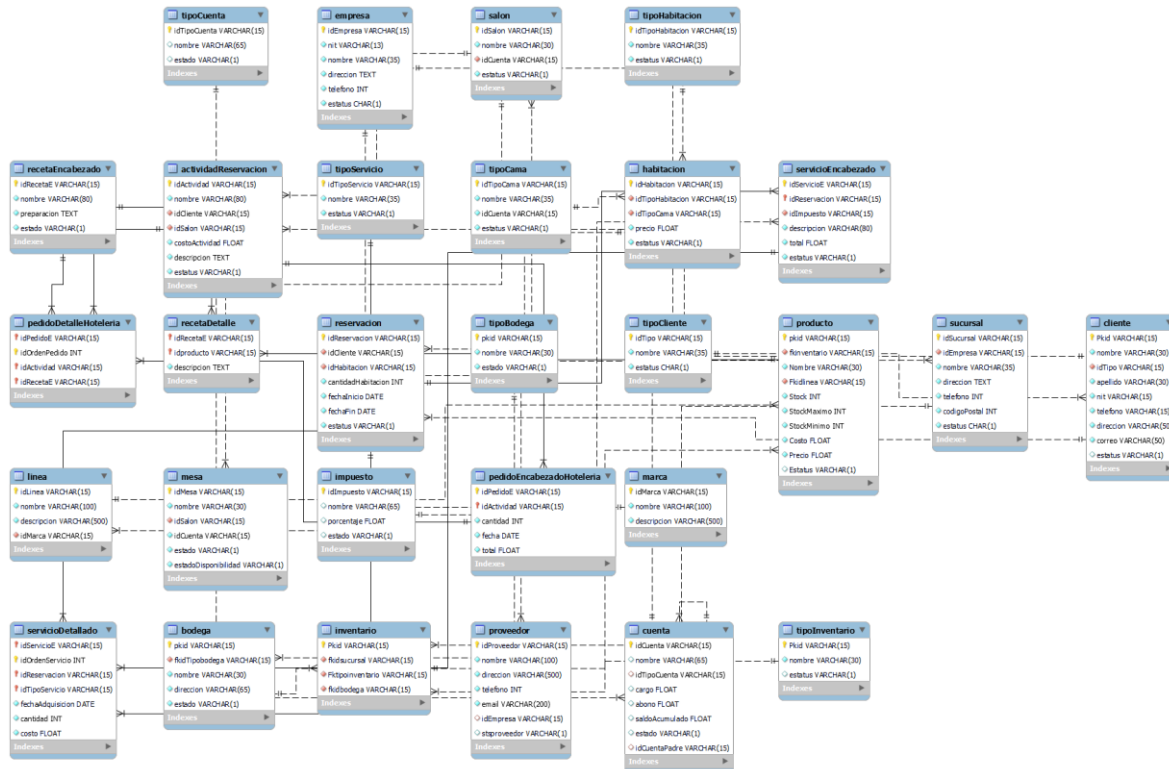 tipoCuenta
idTipoCuenta VARCHAR(15)
nombre VARCHAR(65)
estado VARCHAR(1)
Indexes
empresa
idEmpresa VARCHAR(15)
nit VARCHAR(13)
nombre VARCHAR(35)
direccion TEXT
telefono INT
estatus CHAR(1)
Indexes
salon
idSalon VARCHAR(15)
nombre VARCHAR(30)
idCuenta VARCHAR(15)
estatus VARCHAR(1)
Indexes
tipoHabitacion
idTipoHabitacion VARCHAR(15)
nombre VARCHAR(35)
estatus VARCHAR(1)
Indexes
recetaEncabezado
idRecetaE VARCHAR(15)
nombre VARCHAR(80)
preparacion TEXT
estado VARCHAR(1)
Indexes
actividadReservacion
idActividad VARCHAR(15)
nombre VARCHAR(80)
idCliente VARCHAR(15)
idSalon VARCHAR(15)
costoActividad FLOAT
descripcion TEXT
estatus VARCHAR(1)
Indexes
tipoServicio
idTipoServicio VARCHAR(15)
nombre VARCHAR(35)
estatus VARCHAR(1)
Indexes
tipoCama
idTipoCama VARCHAR(15)
nombre VARCHAR(35)
idCuenta VARCHAR(15)
estatus VARCHAR(1)
Indexes
habitacion
idHabitacion VARCHAR(15)
idTipoHabitacion VARCHAR(15)
idTipoCama VARCHAR(15)
precio FLOAT
estatus VARCHAR(1)
Indexes
servicioEncabezado
idServicioE VARCHAR(15)
idReservacion VARCHAR(15)
idImpuesto VARCHAR(15)
descripcion VARCHAR(80)
total FLOAT
estatus VARCHAR(1)
Indexes
pedidoDetalleHoteleria
idPedidoE VARCHAR(15)
idOrdenPedido INT
idActividad VARCHAR(15)
idRecetaE VARCHAR(15)
Indexes
recetaDetalle
idRecetaE VARCHAR(15)
idproducto VARCHAR(15)
descripcion TEXT
Indexes
reservacion
idReservacion VARCHAR(15)
idCliente VARCHAR(15)
idHabitacion VARCHAR(15)
cantidadHabitacion INT
fechaInicio DATE
fechaFin DATE
estatus VARCHAR(1)
Indexes
tipoBodega
pkid VARCHAR(15)
nombre VARCHAR(30)
estado VARCHAR(1)
Indexes
tipoCliente
idTipo VARCHAR(15)
nombre VARCHAR(35)
estatus CHAR(1)
Indexes
producto
pkid VARCHAR(15)
fkinventario VARCHAR(15)
Nombre VARCHAR(30)
Fkidlinea VARCHAR(15)
Stock INT
StockMaximo INT
StockMinimo INT
Costo FLOAT
Precio FLOAT
Estatus VARCHAR(1)
Indexes
sucursal
idSucursal VARCHAR(15)
idEmpresa VARCHAR(15)
nombre VARCHAR(35)
direccion TEXT
telefono INT
codigoPostal INT
estatus CHAR(1)
Indexes
cliente
Pkid VARCHAR(15)
nombre VARCHAR(30)
idTipo VARCHAR(15)
apellido VARCHAR(30)
nit VARCHAR(15)
telefono VARCHAR(15)
direccion VARCHAR(50)
correo VARCHAR(50)
estatus VARCHAR(1)
Indexes
linea
idLinea VARCHAR(15)
nombre VARCHAR(100)
descripcion VARCHAR(500)
idMarca VARCHAR(15)
Indexes
mesa
idMesa VARCHAR(15)
nombre VARCHAR(30)
idSalon VARCHAR(15)
idCuenta VARCHAR(15)
estado VARCHAR(1)
estadoDisponibilidad VARCHAR(1)
Indexes
impuesto
idImpuesto VARCHAR(15)
nombre VARCHAR(65)
porcentaje FLOAT
estado VARCHAR(1)
Indexes
pedidoEncabezadoHoteleria
idPedidoE VARCHAR(15)
idActividad VARCHAR(15)
cantidad INT
fecha DATE
total FLOAT
Indexes
marca
idMarca VARCHAR(15)
nombre VARCHAR(100)
descripcion VARCHAR(500)
Indexes
servicioDetallado
idServicioE VARCHAR(15)
idOrdenServicio INT
idReservacion VARCHAR(15)
idTipoServicio VARCHAR(15)
fechaAdquisicion DATE
cantidad INT
costo FLOAT
Indexes
bodega
pkid VARCHAR(15)
fkidTipobodega VARCHAR(15)
nombre VARCHAR(30)
direccion VARCHAR(65)
estado VARCHAR(1)
Indexes
inventario
Pkid VARCHAR(15)
fkidsucursal VARCHAR(15)
Fktipoinventario VARCHAR(15)
fkidbodega VARCHAR(15)
Indexes
proveedor
idProveedor VARCHAR(15)
nombre VARCHAR(100)
direccion VARCHAR(500)
telefono INT
email VARCHAR(200)
idEmpresa VARCHAR(15)
stsproveedor VARCHAR(1)
Indexes
cuenta
idCuenta VARCHAR(15)
nombre VARCHAR(65)
idTipoCuenta VARCHAR(15)
cargo FLOAT
abono FLOAT
saldoAcumulado FLOAT
estado VARCHAR(1)
idCuentaPadre VARCHAR(15)
Indexes
tipoInventario
Pkid VARCHAR(15)
nombre VARCHAR(30)
estatus VARCHAR(1)
Indexes